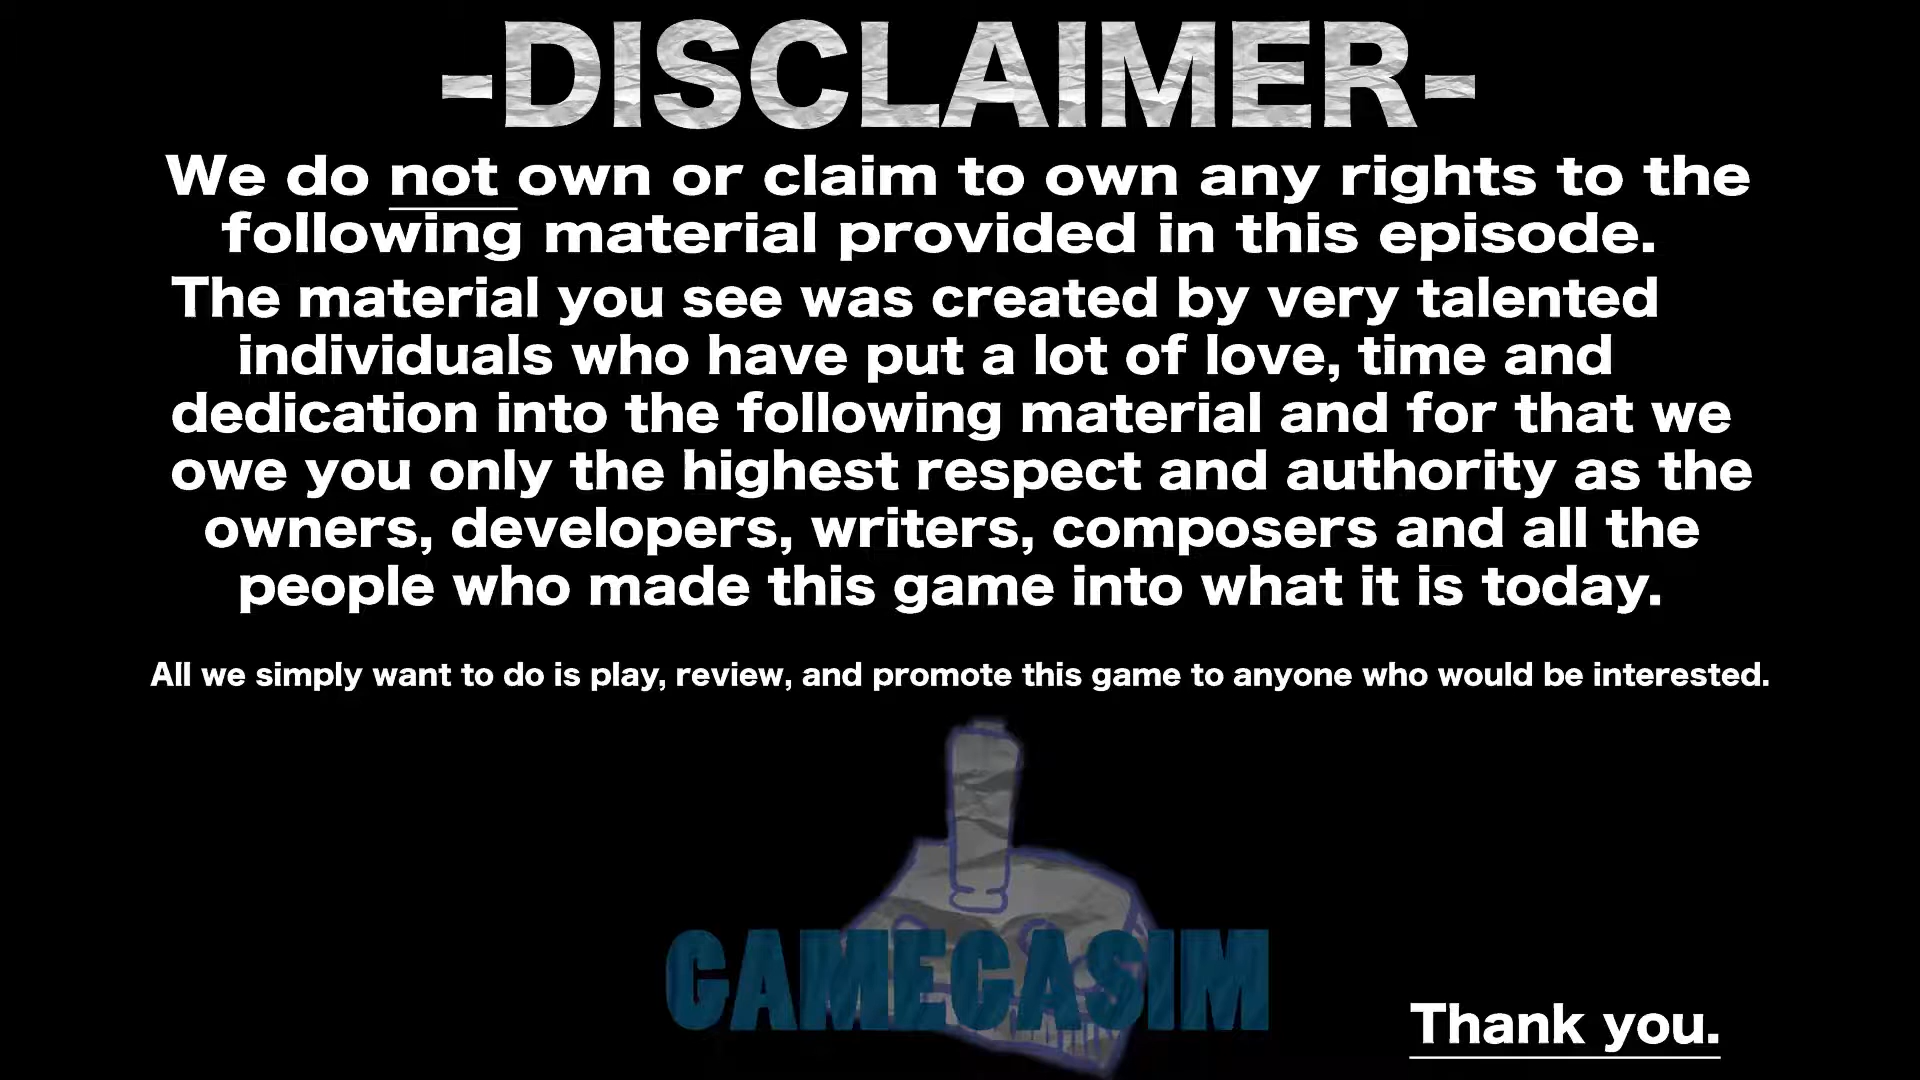 -DISCLAIMER-
We do not own or claim to own any rights to the
following material provided in this episode.
The material you see was created by very talented
individuals who have put a lot of love, time and
dedication into the following material and for that we
owe you only the highest respect and authority as the
owners, developers, writers, composers and all the
people who made this game into what it is today.
All we simply want to do is play, review, and promote this game to anyone who would be interested.
GAMEGASIM
Thank you.